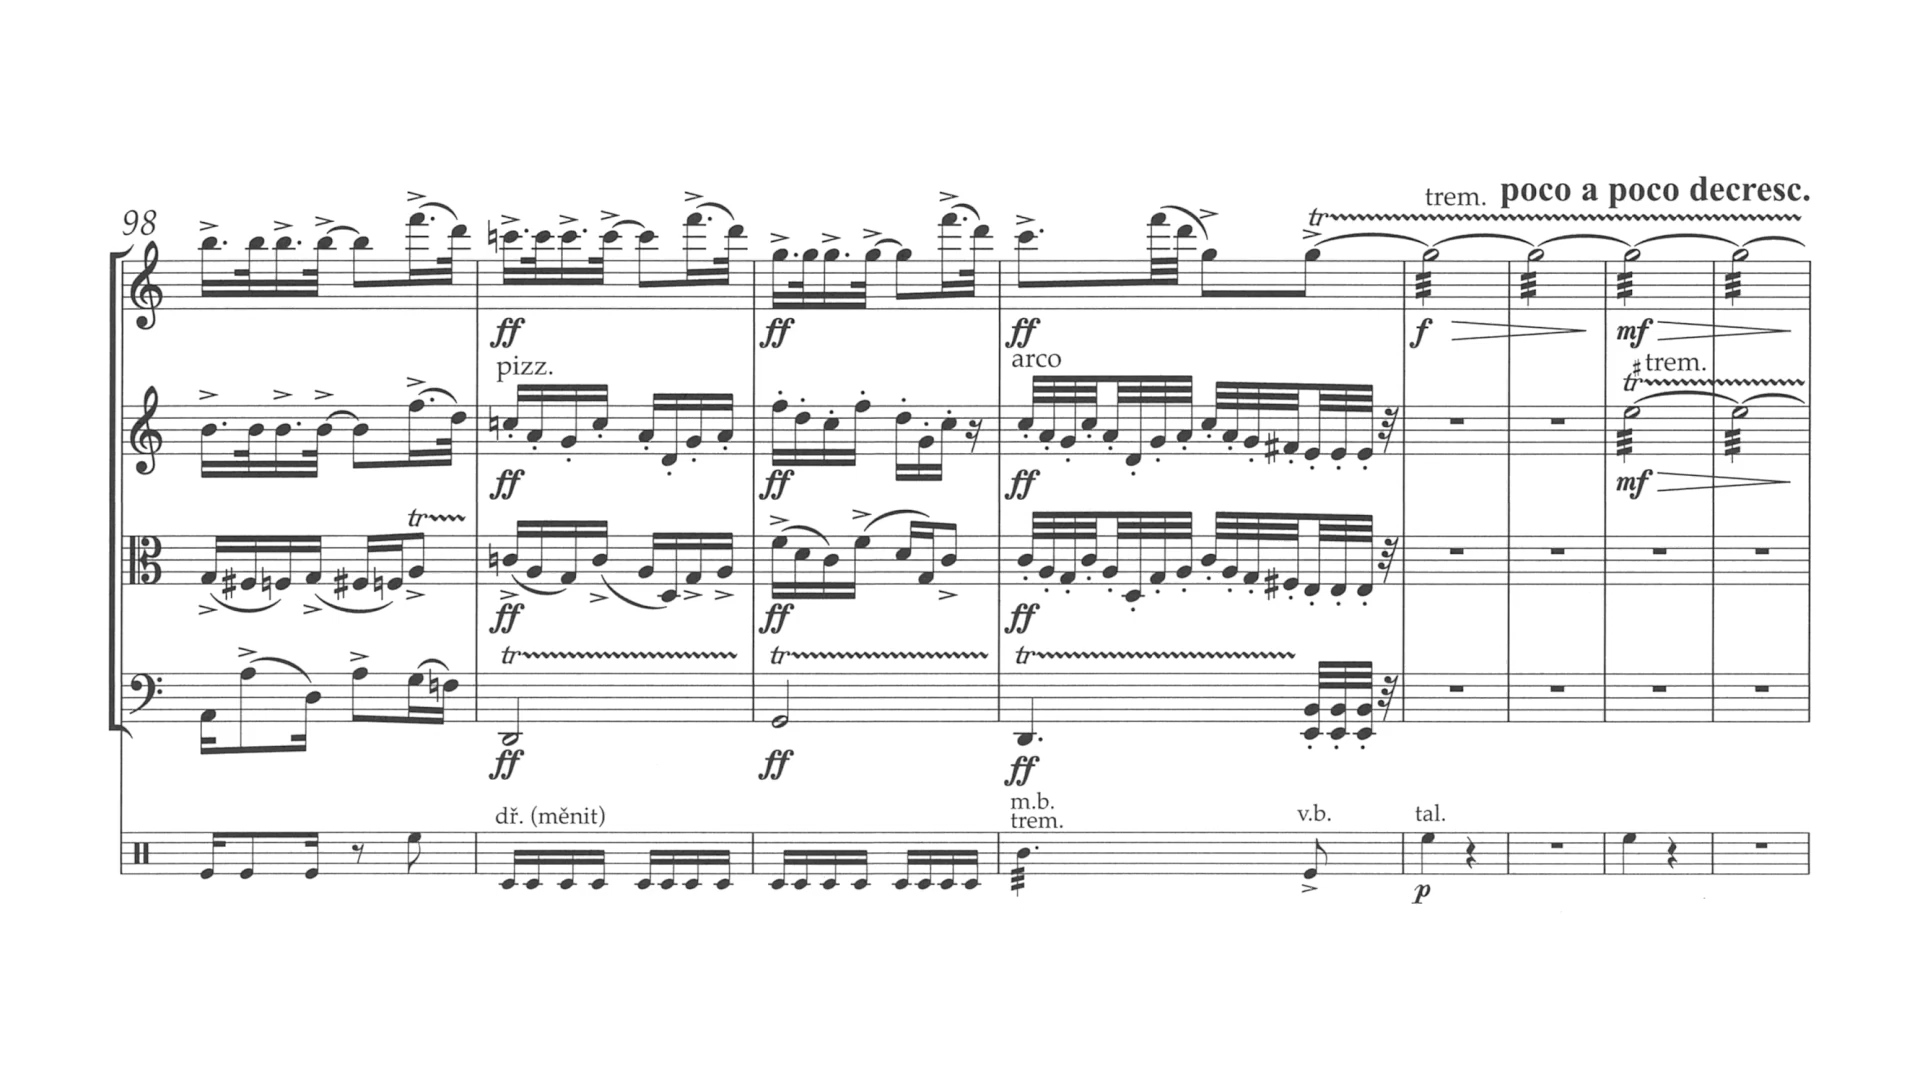 98
trem. poco a poco decresc.
tr
ff ff ff f mf
pizz. arco trem.
tr
ff ff ff mf
tr
ff ff ff
tr tr tr
ff ff ff
dř. (měnit) m.b. v.b. tal.
trem.
p